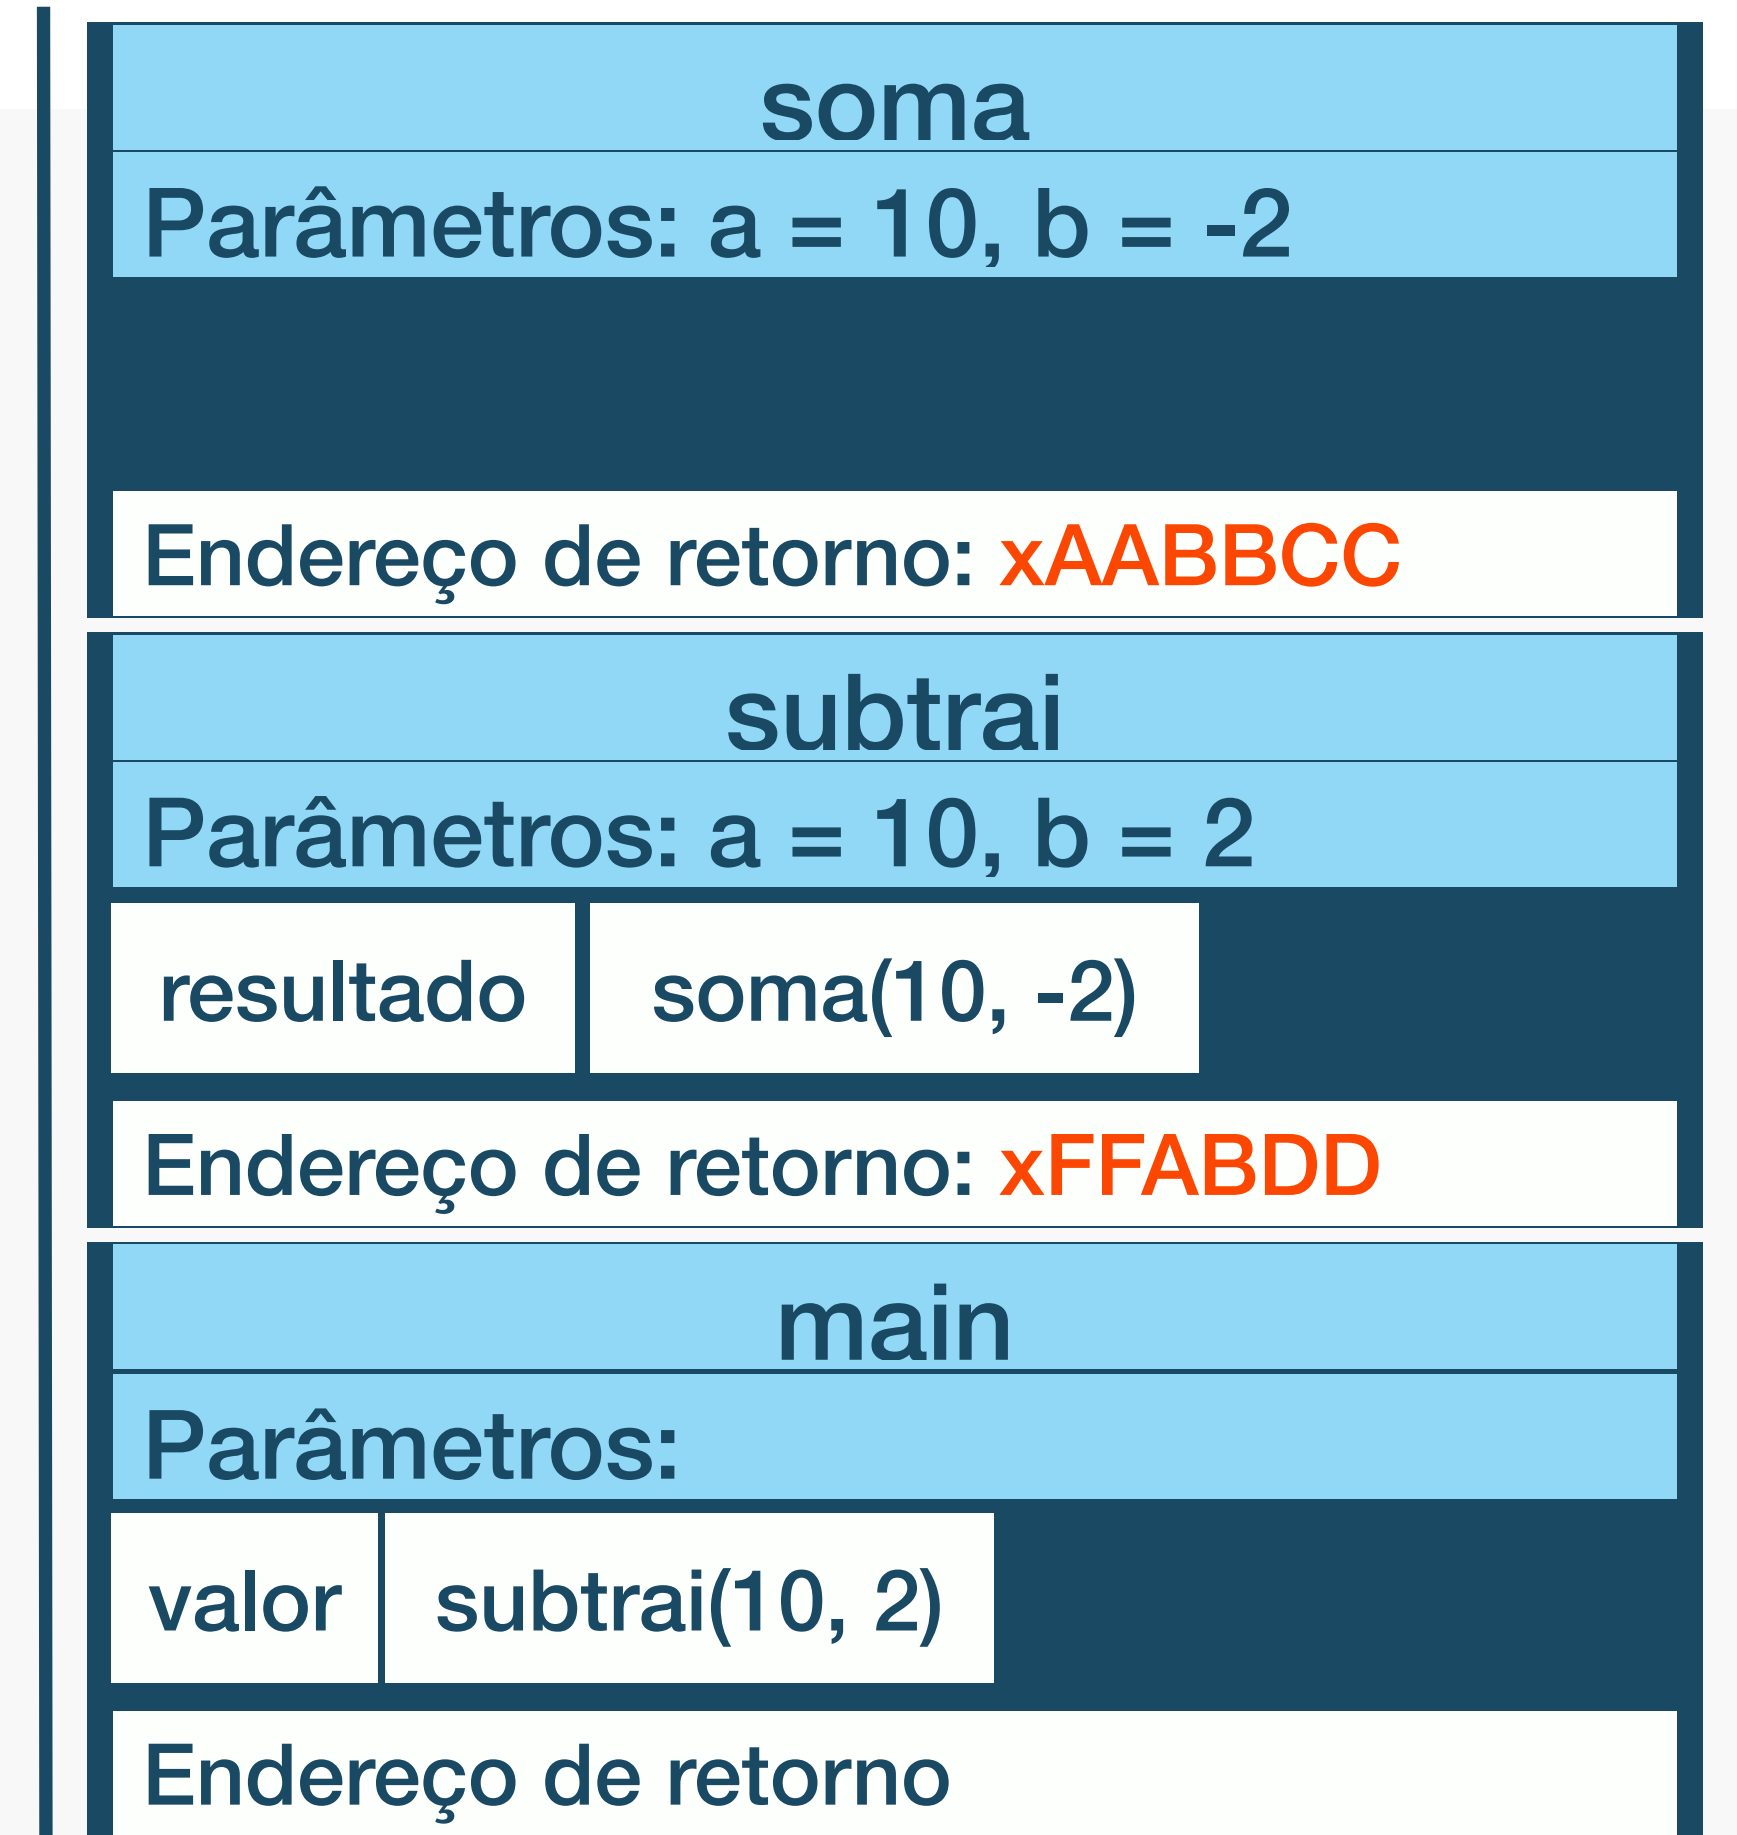 soma
Parâmetros: a = 10, b = -2
Endereço de retorno: xAABBCC
subtrai
Parâmetros: a = 10, b = 2
resultado soma(10, -2)
Endereço de retorno: xFFABDD
main
Parâmetros:
valor subtrai(10, 2)
Endereço de retorno